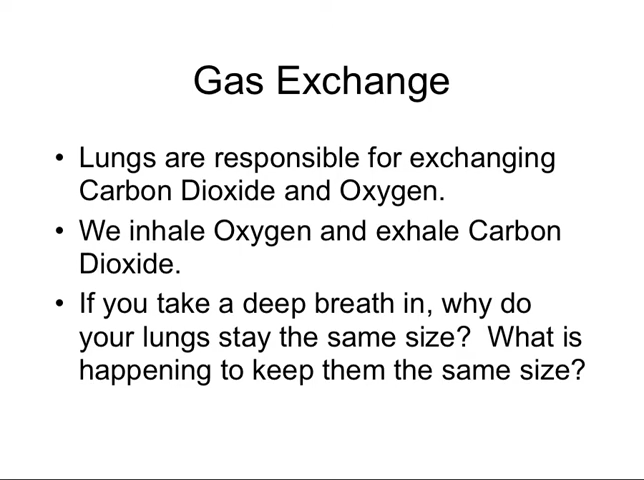 Gas Exchange
• Lungs are responsible for exchanging
Carbon Dioxide and Oxygen.
• We inhale Oxygen and exhale Carbon
Dioxide.
• If you take a deep breath in, why do
your lungs stay the same size?  What is
happening to keep them the same size?